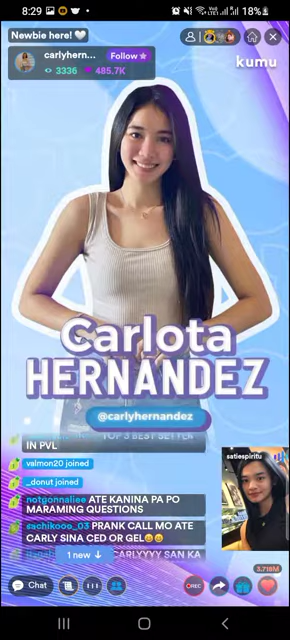 8:29
18%
Newbie here! 🤍
carlyhern...
Follow
3336
485.7K
kumu
Carlota
HERNANDEZ
@carlyhernandez
TOP 3 BEST SETTER
IN PVL
valmon20 joined
_donut joined
notgonnaliee ATE KANINA PA PO
MARAMING QUESTIONS
sachikooo_03 PRANK CALL MO ATE
CARLY SINA CED OR GEL😆😆
CARLYYYY SAN KA
1 new ↓
satiespiritu
3.718M
Chat
REC